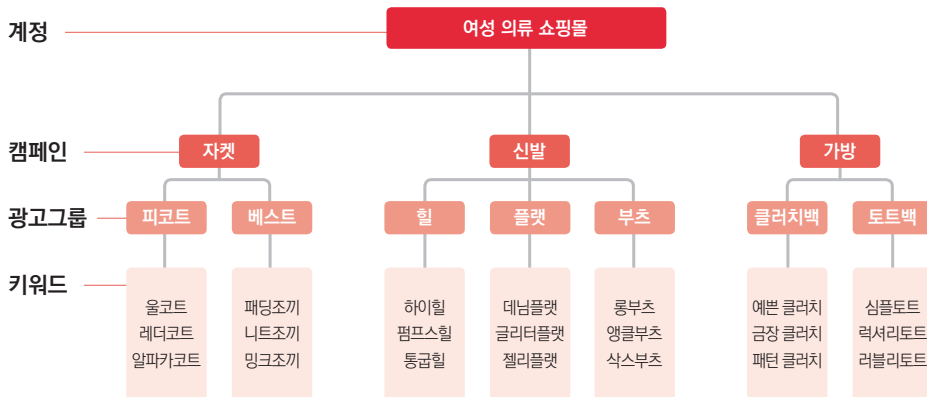 계정
여성 의류 쇼핑몰
캠페인
자켓
신발
가방
광고그룹
피코트
베스트
힐
플랫
부츠
클러치백
토트백
키워드
울코트
레더코트
알파카코트
패딩조끼
니트조끼
밍크조끼
하이힐
펌프스힐
통굽힐
데님플랫
글리터플랫
젤리플랫
롱부츠
앵클부츠
삭스부츠
예쁜 클러치
금장 클러치
패턴 클러치
심플토트
럭셔리토트
러블리토트